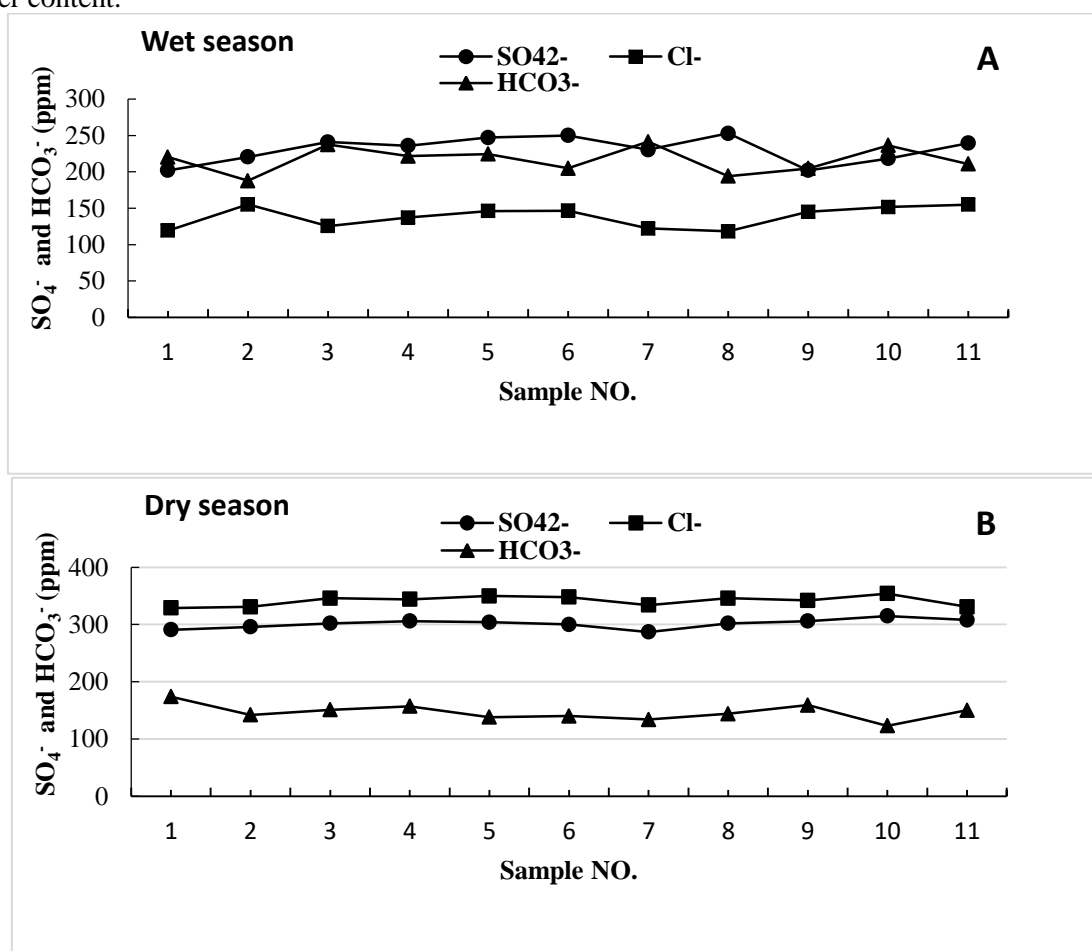 er content.
Wet season
A
SO42-
Cl-
HCO3-
SO₄⁻ and HCO₃⁻ (ppm)
300
250
200
150
100
50
0
1 2 3 4 5 6 7 8 9 10 11
Sample NO.
Dry season
B
SO42-
Cl-
HCO3-
SO₄⁻ and HCO₃⁻ (ppm)
400
300
200
100
0
1 2 3 4 5 6 7 8 9 10 11
Sample NO.